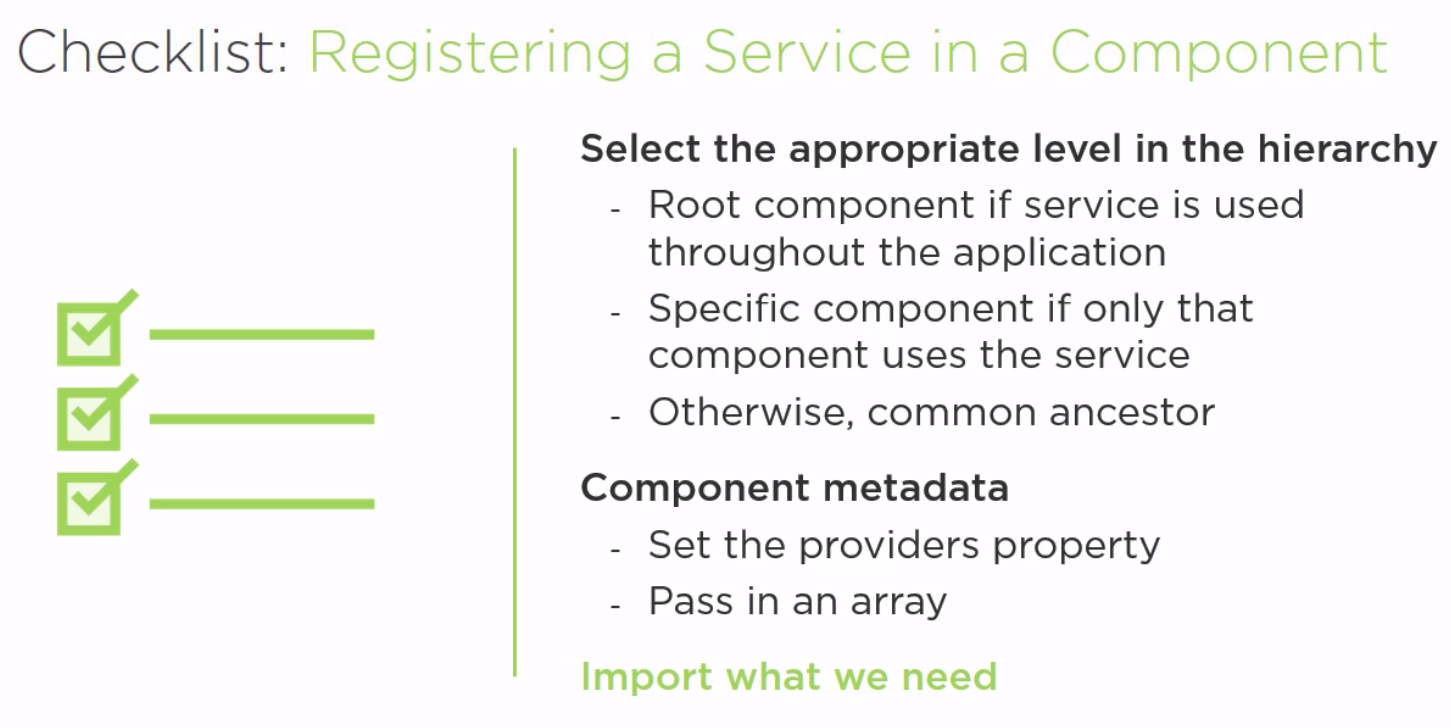 Checklist: Registering a Service in a Component
Select the appropriate level in the hierarchy
- Root component if service is used
throughout the application
- Specific component if only that
component uses the service
- Otherwise, common ancestor
Component metadata
- Set the providers property
- Pass in an array
Import what we need